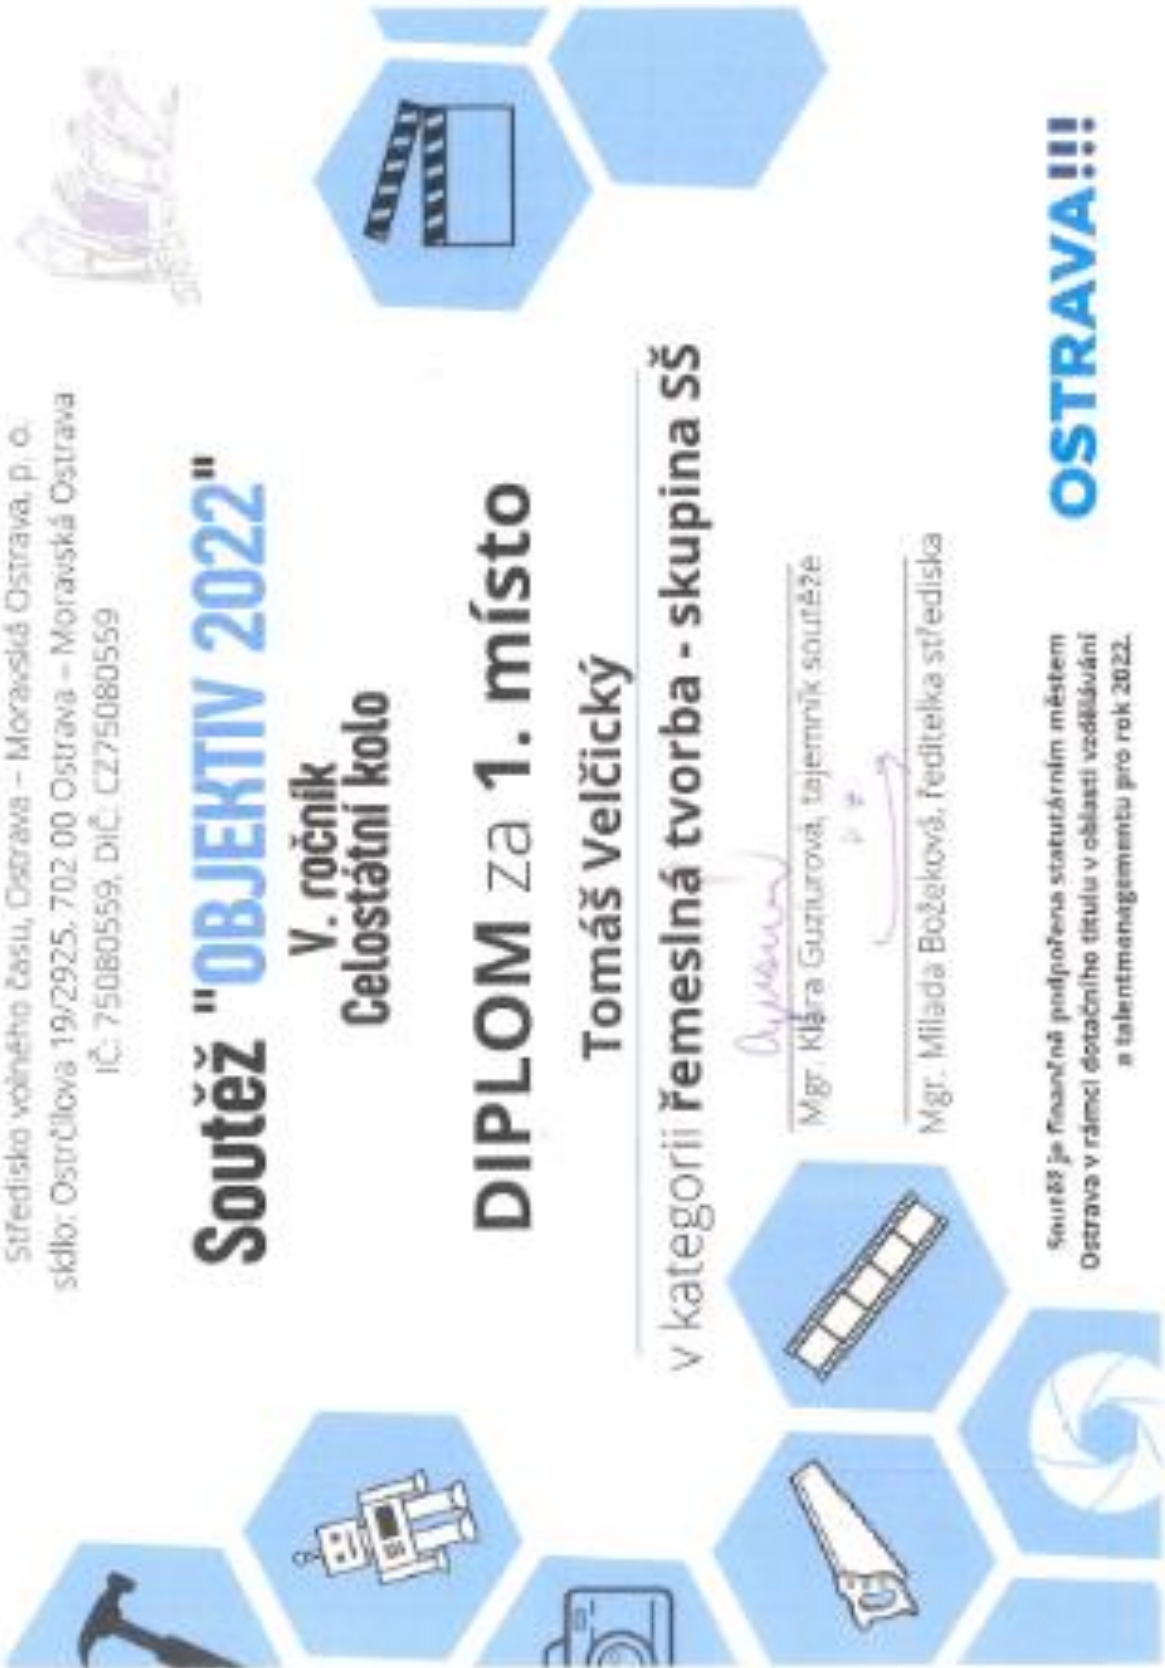 Středisko volného času, Ostrava – Moravská Ostrava, p. o.
sídlo: Ostrčilova 19/2925, 702 00 Ostrava – Moravská Ostrava
IČ: 75080559, DIČ: CZ75080559
Soutěž "OBJEKTIV 2022"
V. ročník
Celostátní kolo
DIPLOM za 1. místo
Tomáš Velčický
v kategorii řemeslná tvorba - skupina SŠ
Mgr. Klára Guziurová, tajemník soutěže
Mgr. Milada Božeková, ředitelka střediska
Soutěž je finančně podpořena statutárním městem
Ostrava v rámci dotačního titulu v oblasti vzdělávání
a talentmanagementu pro rok 2022.
OSTRAVA!!!